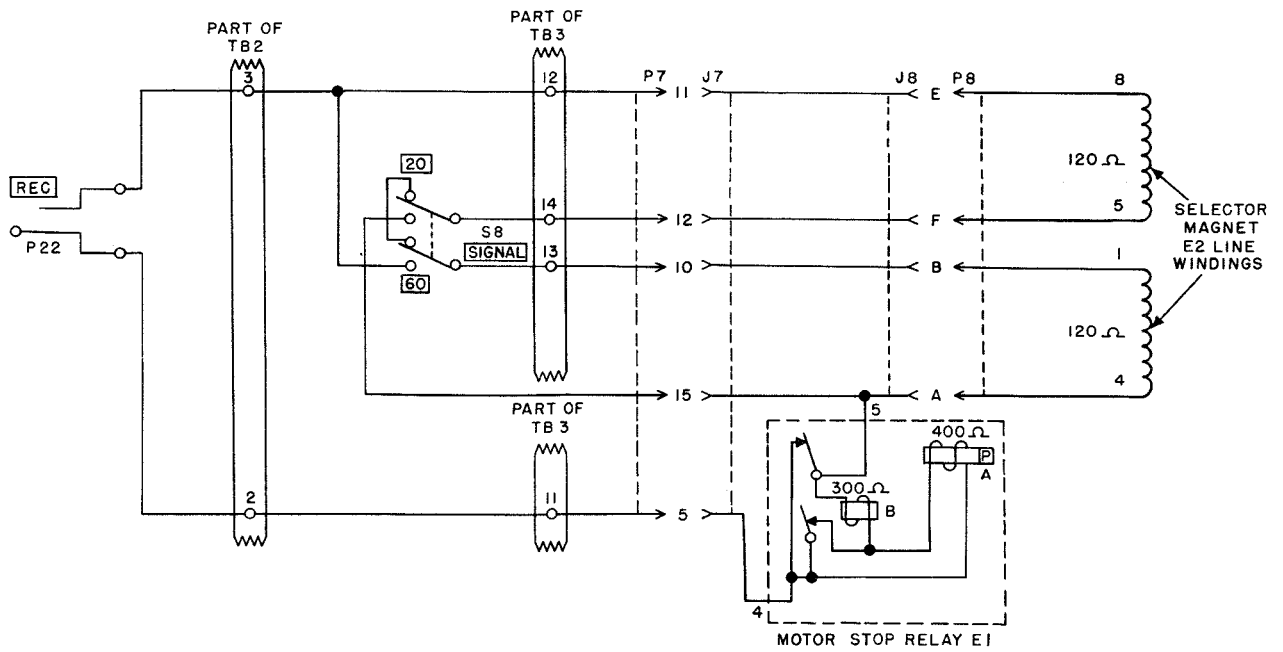 PART OF
TB2
PART OF
TB3
3
12
P7
11
J7
J8
E
P8
8
REC
P22
20
14
S8
SIGNAL
13
60
12
10
F
B
120 Ω
5
1
SELECTOR
MAGNET
E2 LINE
WINDINGS
120 Ω
4
15
A
5
PART OF
TB 3
2
11
5
400 Ω
P
A
300 Ω
B
4
MOTOR STOP RELAY E1